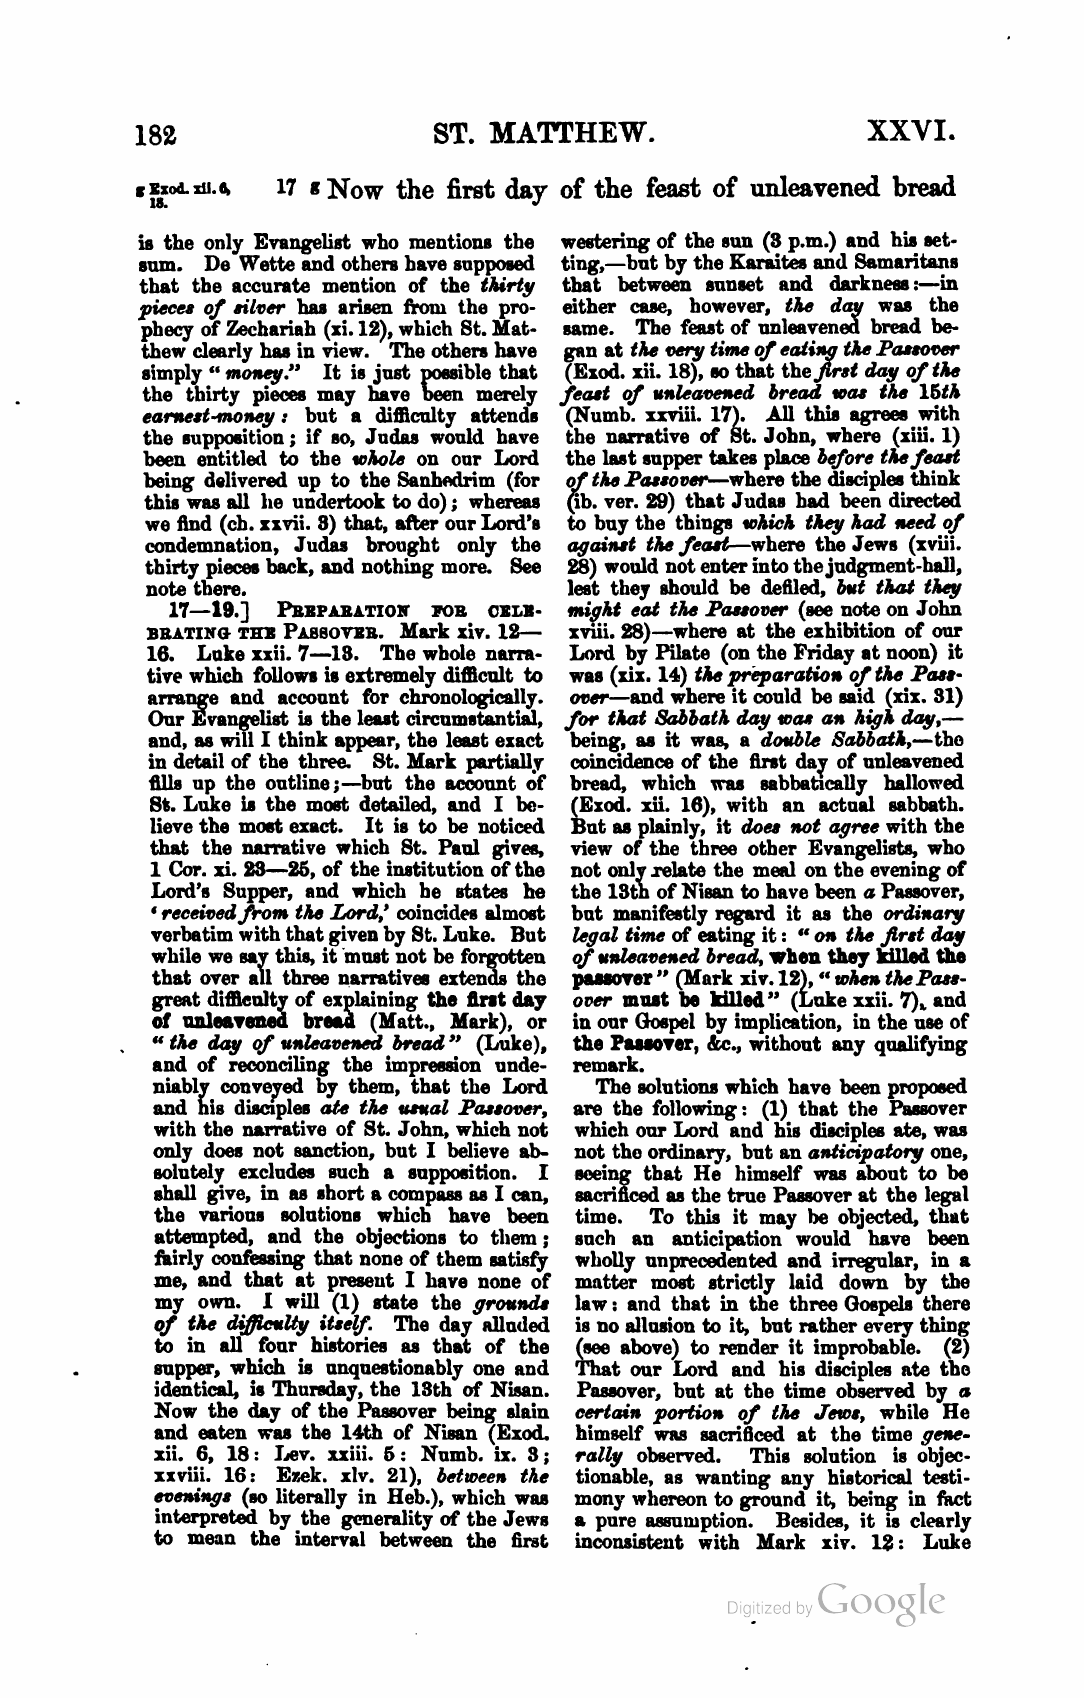 182 ST. MATTHEW. XXVI.
g Exod. xii. 6, 18.
17 g Now the first day of the feast of unleavened bread
is the only Evangelist who mentions the
sum. De Wette and others have supposed
that the accurate mention of the thirty
pieces of silver has arisen from the pro-
phecy of Zechariah (xi. 12), which St. Mat-
thew clearly has in view. The others have
simply “money.” It is just possible that
the thirty pieces may have been merely
earnest-money: but a difficulty attends
the supposition; if so, Judas would have
been entitled to the whole on our Lord
being delivered up to the Sanhedrim (for
this was all he undertook to do); whereas
we find (ch. xxvii. 3) that, after our Lord's
condemnation, Judas brought only the
thirty pieces back, and nothing more. See
note there.
17—19.] PREPARATION FOR CELE-
BRATING THE PASSOVER. Mark xiv. 12—
16. Luke xxii. 7—13. The whole narra-
tive which follows is extremely difficult to
arrange and account for chronologically.
Our Evangelist is the least circumstantial,
and, as will I think appear, the least exact
in detail of the three. St. Mark partially
fills up the outline;—but the account of
St. Luke is the most detailed, and I be-
lieve the most exact. It is to be noticed
that the narrative which St. Paul gives,
1 Cor. xi. 23—25, of the institution of the
Lord's Supper, and which he states he
‘received from the Lord,’ coincides almost
verbatim with that given by St. Luke. But
while we say this, it must not be forgotten
that over all three narratives extends the
great difficulty of explaining the first day
of unleavened bread (Matt., Mark), or
“the day of unleavened bread” (Luke),
and of reconciling the impression unde-
niably conveyed by them, that the Lord
and his disciples ate the usual Passover,
with the narrative of St. John, which not
only does not sanction, but I believe ab-
solutely excludes such a supposition. I
shall give, in as short a compass as I can,
the various solutions which have been
attempted, and the objections to them;
fairly confessing that none of them satisfy
me, and that at present I have none of
my own. I will (1) state the grounds
of the difficulty itself. The day alluded
to in all four histories as that of the
supper, which is unquestionably one and
identical, is Thursday, the 13th of Nisan.
Now the day of the Passover being slain
and eaten was the 14th of Nisan (Exod.
xii. 6, 18: Lev. xxiii. 5: Numb. ix. 3;
xxviii. 16: Ezek. xlv. 21), between the
evenings (so literally in Heb.), which was
interpreted by the generality of the Jews
to mean the interval between the first
westering of the sun (3 p.m.) and his set-
ting,—but by the Karaites and Samaritans
that between sunset and darkness:—in
either case, however, the day was the
same. The feast of unleavened bread be-
gan at the very time of eating the Passover
(Exod. xii. 18), so that the first day of the
feast of unleavened bread was the 15th
(Numb. xxviii. 17). All this agrees with
the narrative of St. John, where (xiii. 1)
the last supper takes place before the feast
of the Passover—where the disciples think
(ib. ver. 29) that Judas had been directed
to buy the things which they had need of
against the feast—where the Jews (xviii.
28) would not enter into the judgment-hall,
lest they should be defiled, but that they
might eat the Passover (see note on John
xviii. 28)—where at the exhibition of our
Lord by Pilate (on the Friday at noon) it
was (xix. 14) the preparation of the Pass-
over—and where it could be said (xix. 31)
for that Sabbath day was an high day,—
being, as it was, a double Sabbath,—the
coincidence of the first day of unleavened
bread, which was sabbatically hallowed
(Exod. xii. 16), with an actual sabbath.
But as plainly, it does not agree with the
view of the three other Evangelists, who
not only relate the meal on the evening of
the 13th of Nisan to have been a Passover,
but manifestly regard it as the ordinary
legal time of eating it: “on the first day
of unleavened bread, when they killed the
passover” (Mark xiv. 12), “when the Pass-
over must be killed” (Luke xxii. 7), and
in our Gospel by implication, in the use of
the Passover, &c., without any qualifying
remark.
The solutions which have been proposed
are the following: (1) that the Passover
which our Lord and his disciples ate, was
not the ordinary, but an anticipatory one,
seeing that He himself was about to be
sacrificed as the true Passover at the legal
time. To this it may be objected, that
such an anticipation would have been
wholly unprecedented and irregular, in a
matter most strictly laid down by the
law: and that in the three Gospels there
is no allusion to it, but rather every thing
(see above) to render it improbable. (2)
That our Lord and his disciples ate the
Passover, but at the time observed by a
certain portion of the Jews, while He
himself was sacrificed at the time gene-
rally observed. This solution is objec-
tionable, as wanting any historical testi-
mony whereon to ground it, being in fact
a pure assumption. Besides, it is clearly
inconsistent with Mark xiv. 12: Luke
Digitized by Google